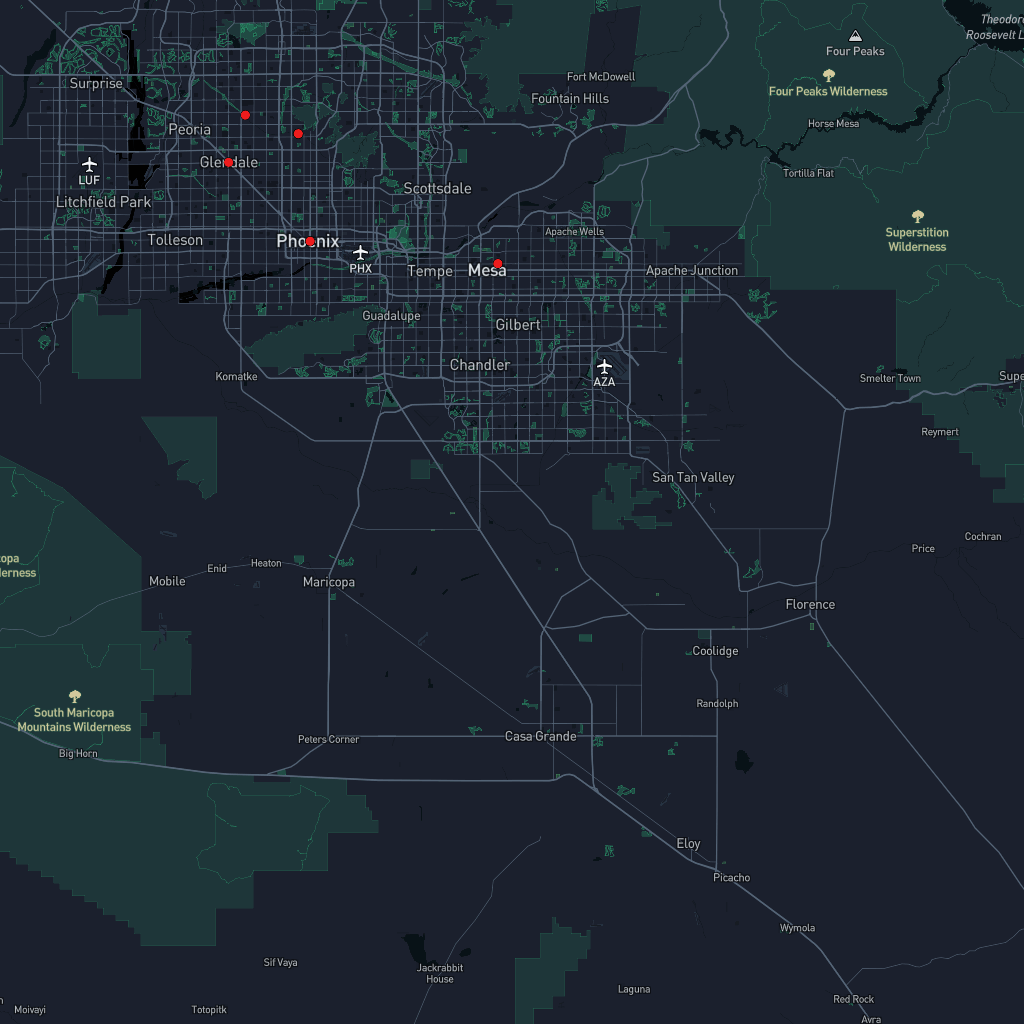 Theodore
Roosevelt L
Four Peaks
Fort McDowell
Surprise
Four Peaks Wilderness
Fountain Hills
Horse Mesa
Peoria
Glendale
Tortilla Flat
LUF
Scottsdale
Litchfield Park
Superstition
Wilderness
Apache Wells
Tolleson
Phoenix
PHX
Tempe
Mesa
Apache Junction
Guadalupe
Gilbert
Chandler
Komatke
AZA
Smelter Town
Supe
Reymert
San Tan Valley
Cochran
Price
copa
derness
Enid
Heaton
Mobile
Maricopa
Florence
Coolidge
Randolph
South Maricopa
Mountains Wilderness
Peters Corner
Casa Grande
Big Horn
Eloy
Picacho
Wymola
Sif Vaya
Jackrabbit
House
Laguna
Red Rock
Moivayi
Totopitk
Avra